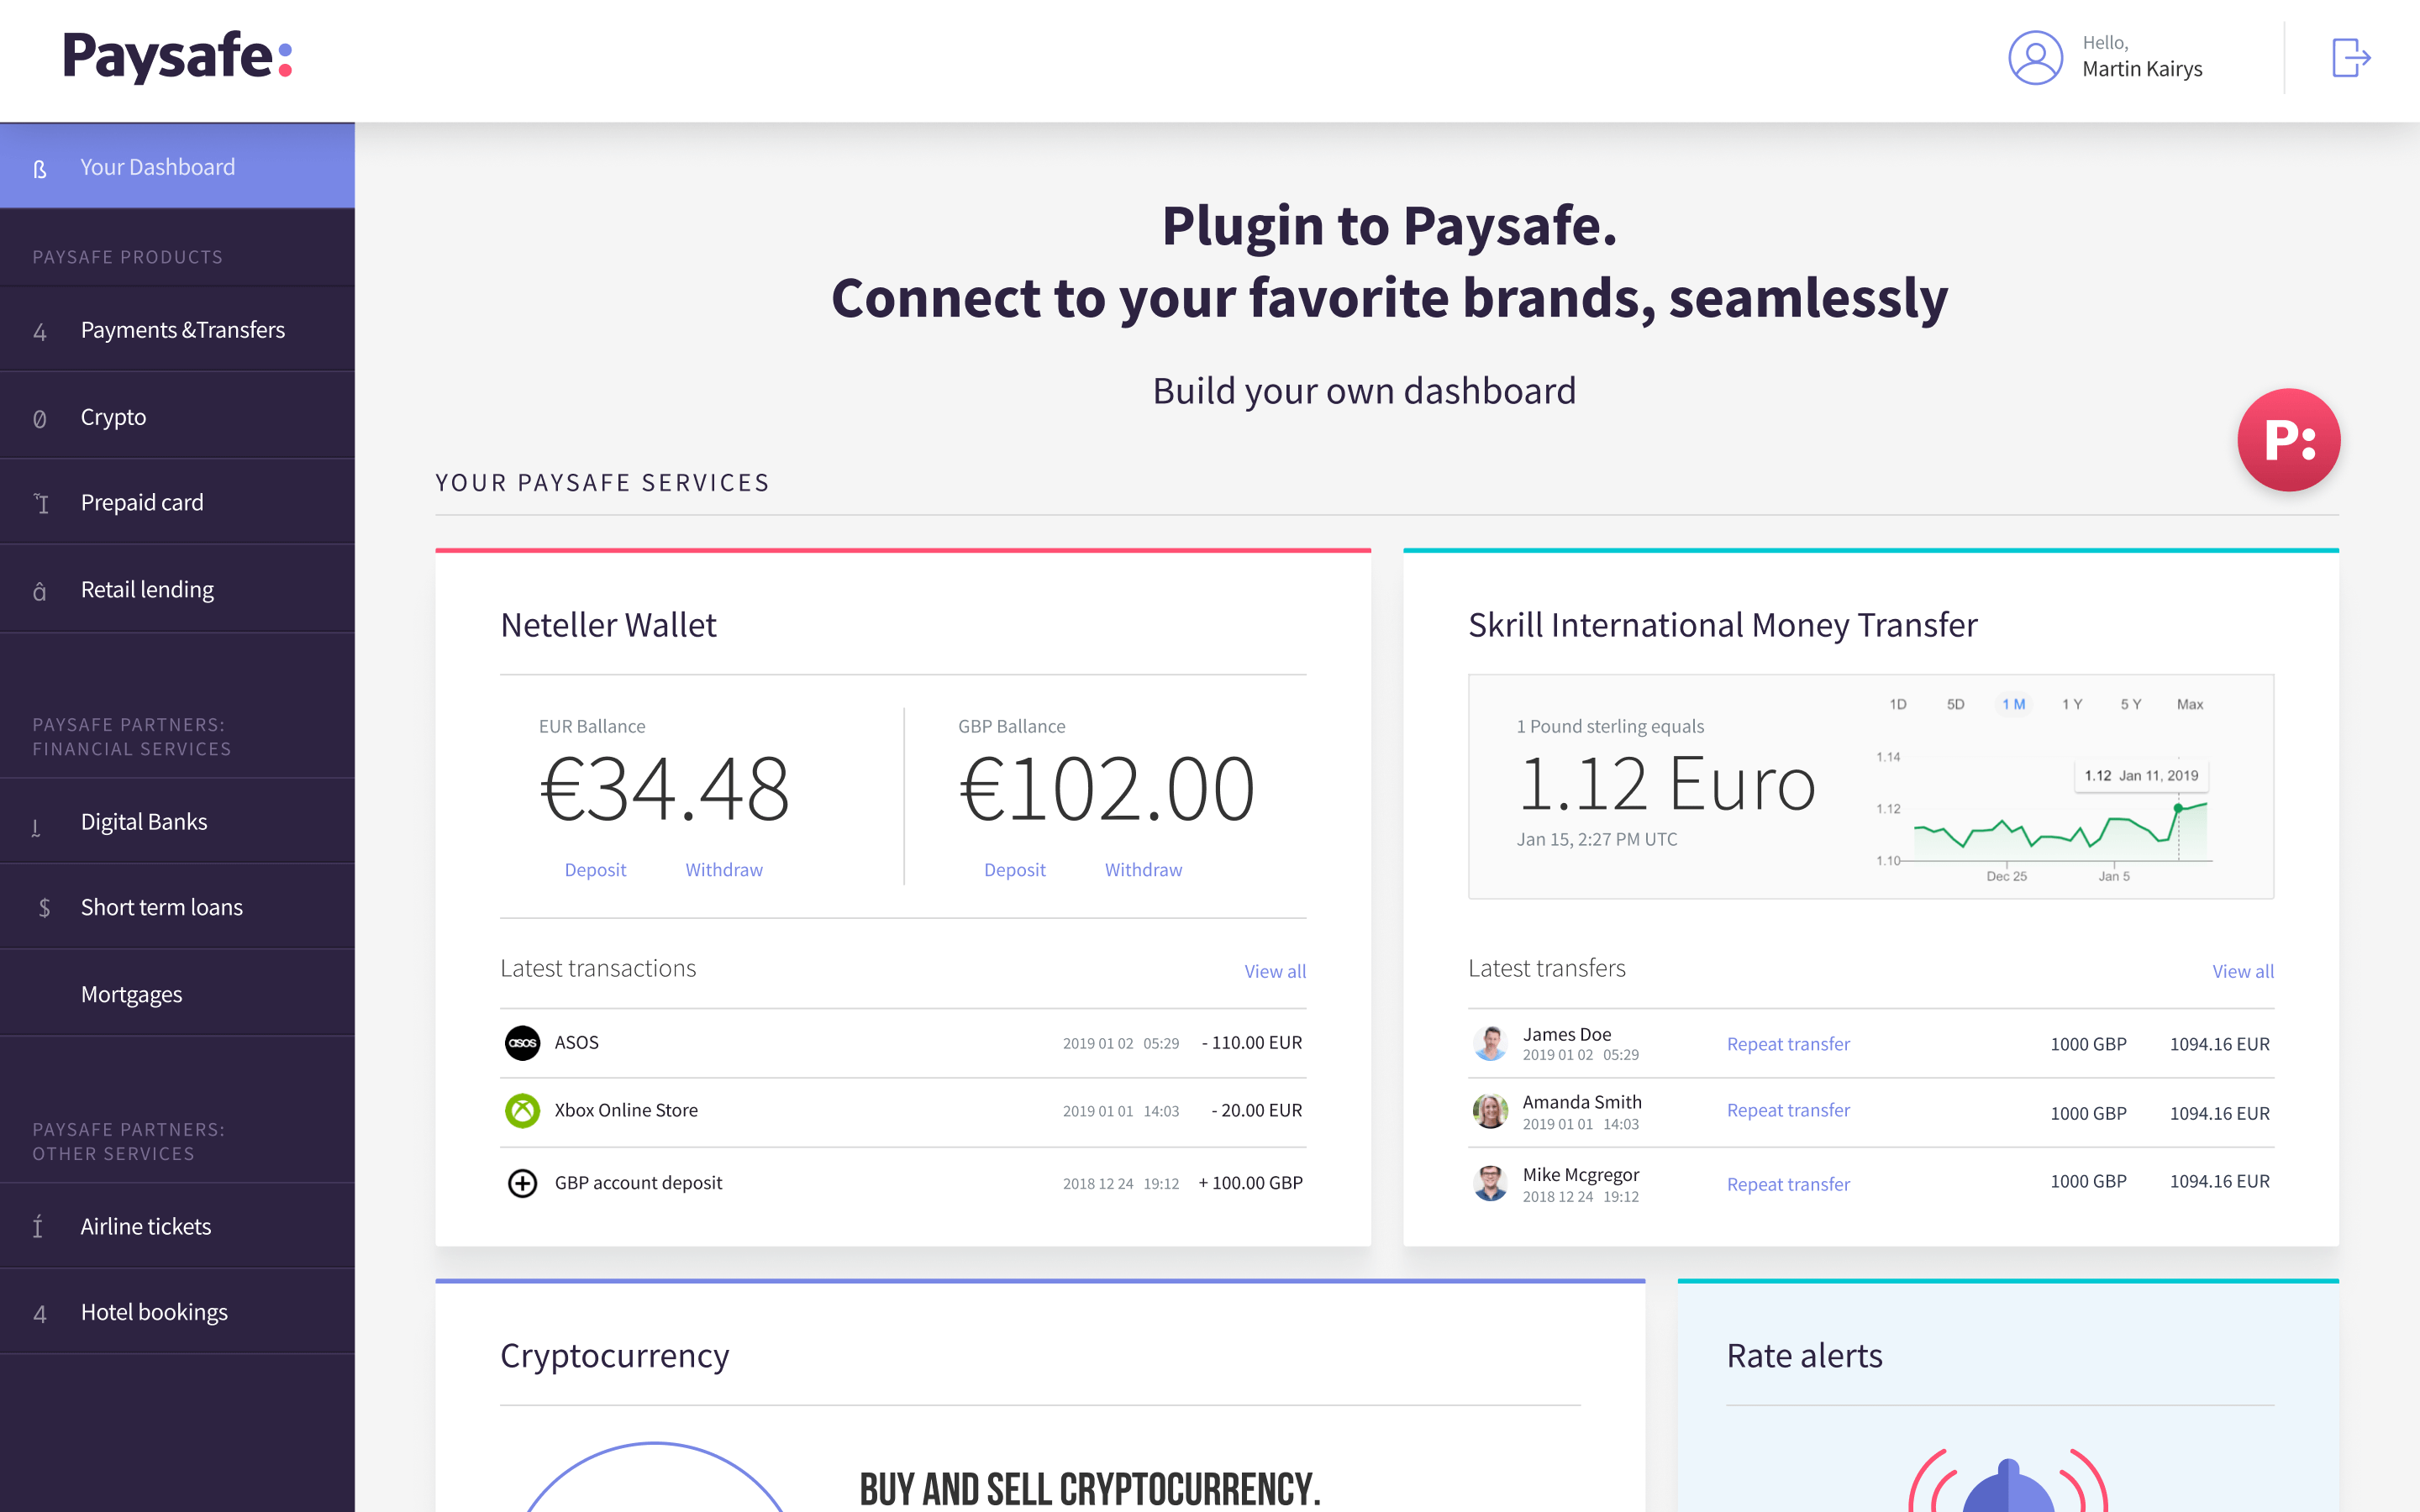 Paysafe:
Hello,
Martin Kairys
ß Your Dashboard
PAYSAFE PRODUCTS
4 Payments &Transfers
0 Crypto
Prepaid card
â Retail lending
PAYSAFE PARTNERS:
FINANCIAL SERVICES
Digital Banks
$ Short term loans
Mortgages
PAYSAFE PARTNERS:
OTHER SERVICES
Í Airline tickets
4 Hotel bookings
Plugin to Paysafe.
Connect to your favorite brands, seamlessly
Build your own dashboard
P:
YOUR PAYSAFE SERVICES
Neteller Wallet
EUR Ballance
€34.48
Deposit Withdraw
GBP Ballance
€102.00
Deposit Withdraw
Latest transactions View all
asos ASOS 2019 01 02 05:29 - 110.00 EUR
Xbox Online Store 2019 01 01 14:03 - 20.00 EUR
GBP account deposit 2018 12 24 19:12 + 100.00 GBP
Skrill International Money Transfer
1 Pound sterling equals
1.12 Euro
Jan 15, 2:27 PM UTC
1D 5D 1 M 1 Y 5 Y Max
1.14
1.12 Jan 11, 2019
1.12
1.10
Dec 25 Jan 5
Latest transfers View all
James Doe
2019 01 02 05:29
Repeat transfer 1000 GBP 1094.16 EUR
Amanda Smith
2019 01 01 14:03
Repeat transfer 1000 GBP 1094.16 EUR
Mike Mcgregor
2018 12 24 19:12
Repeat transfer 1000 GBP 1094.16 EUR
Cryptocurrency
BUY AND SELL CRYPTOCURRENCY.
Rate alerts